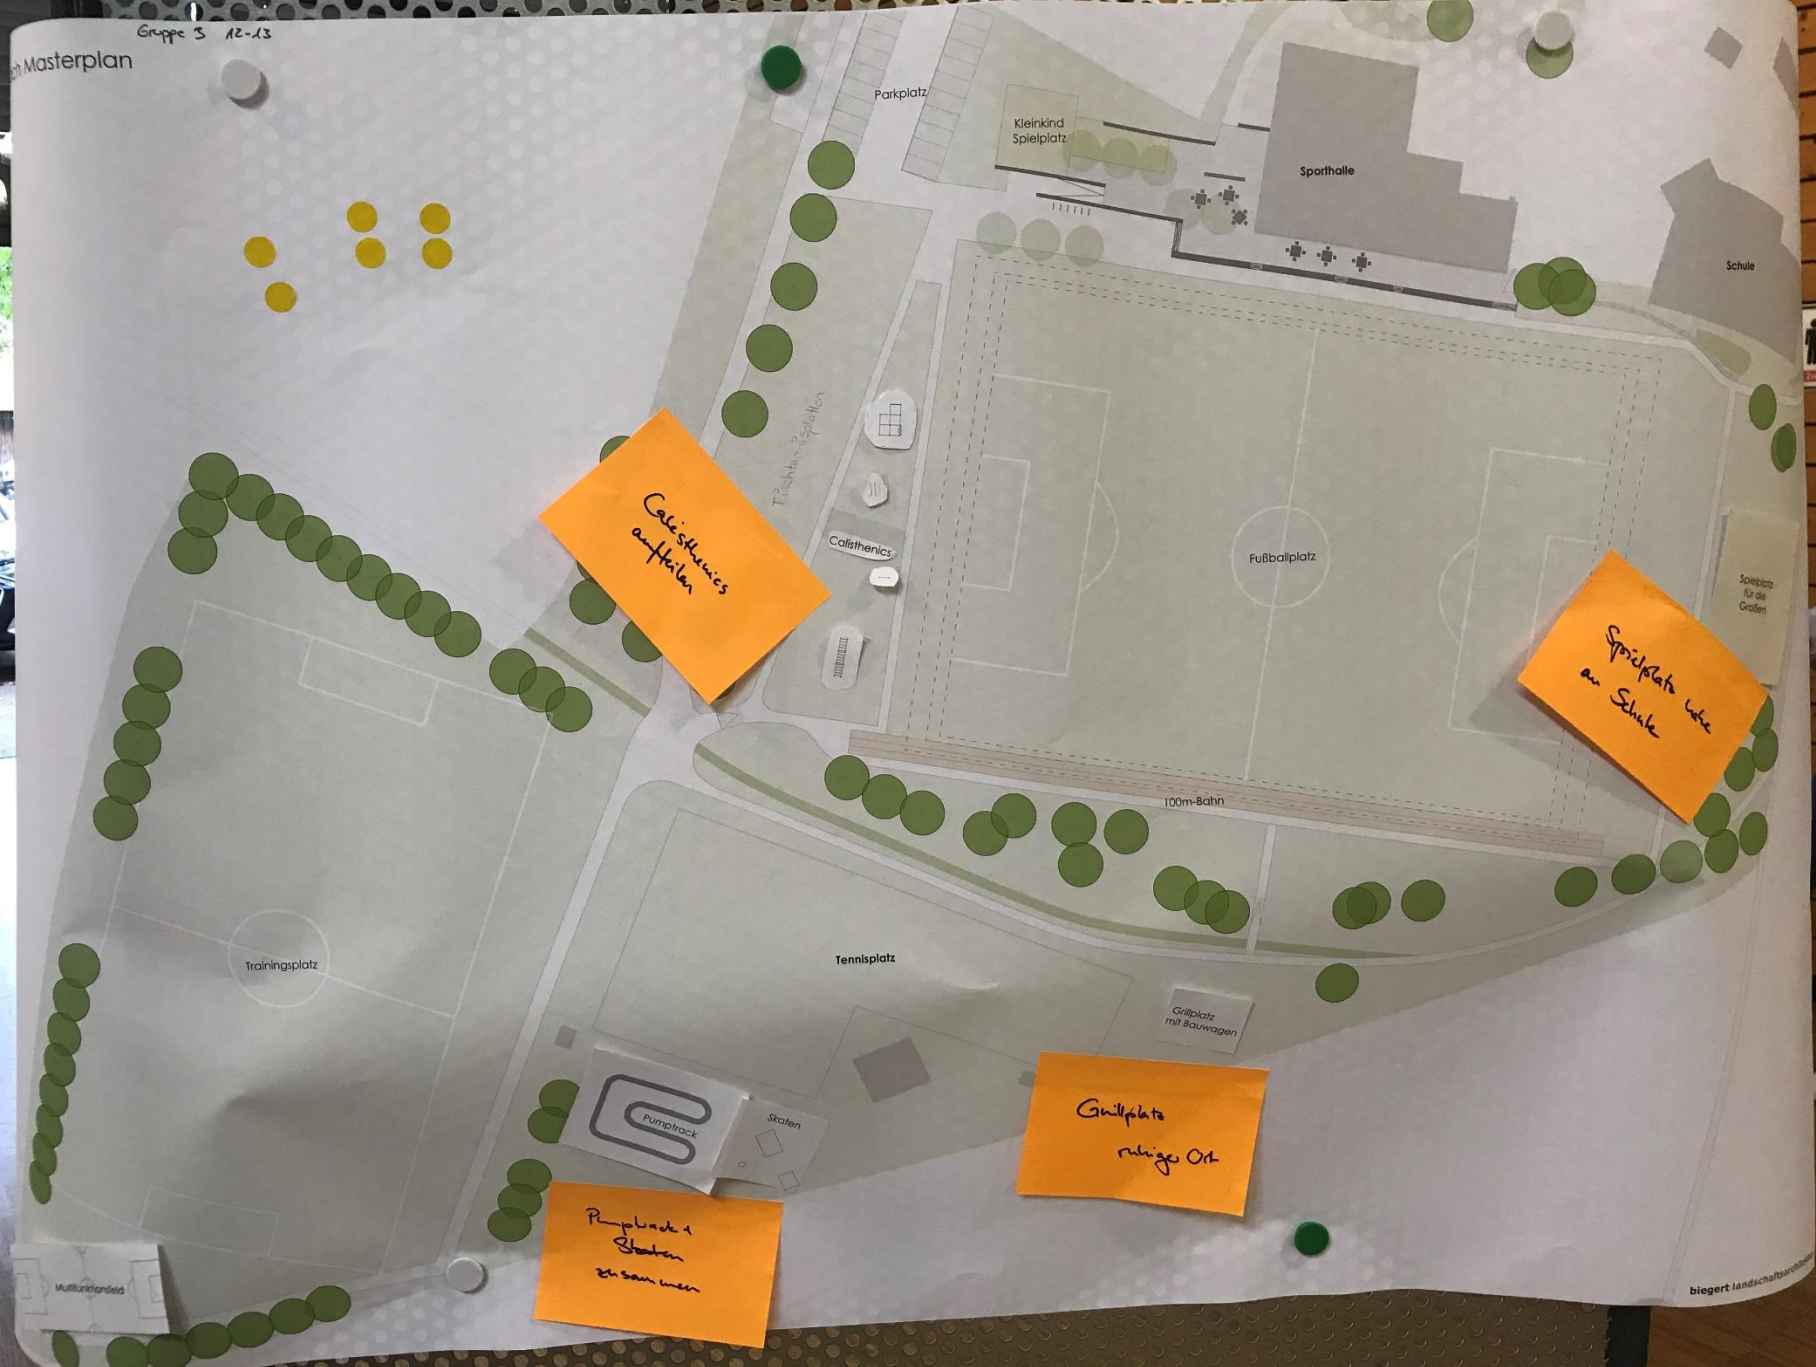 Gruppe 3 12-13
Masterplan
Parkplatz
Kleinkind
Spielplatz
Sporthalle
Schule
Tischtennisplatten
Calisthenics
aufteilen
Calisthenics
Fußballplatz
Spielplatz
für die
Großen
Spielplatz nahe
an Schule
100m-Bahn
Trainingsplatz
Tennisplatz
Grillplatz
mit Bauwagen
Pumptrack
Skaten
Grillplatz
ruhiger Ort
Pumptrack +
Skaten
zusammen
Multifunktionsfeld
biegert landschaftsarchitekten